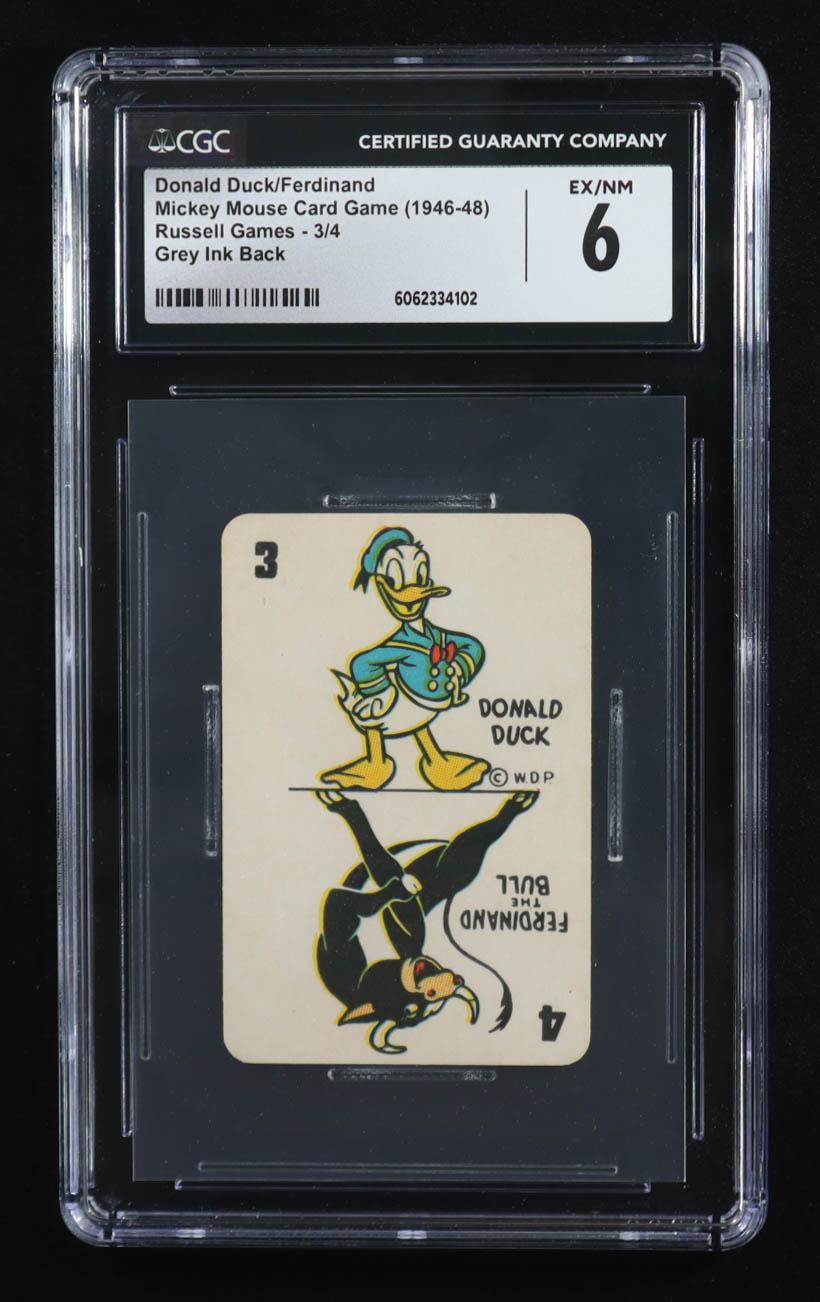 CGC
CERTIFIED GUARANTY COMPANY
Donald Duck/Ferdinand
Mickey Mouse Card Game (1946-48)
Russell Games - 3/4
Grey Ink Back
EX/NM
6
6062334102
3
DONALD
DUCK
© W.D.P.
FERDINAND
THE
BULL
4